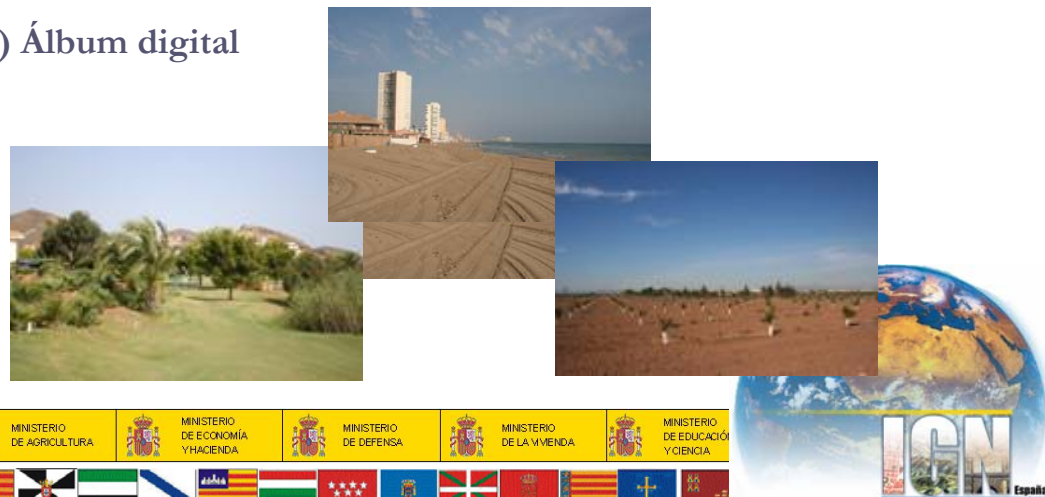 ) Álbum digital
MINISTERIO
DE AGRICULTURA
MINISTERIO
DE ECONOMÍA
Y HACIENDA
MINISTERIO
DE DEFENSA
MINISTERIO
DE LA VIVIENDA
MINISTERIO
DE EDUCACIÓN
Y CIENCIA
IGN
España